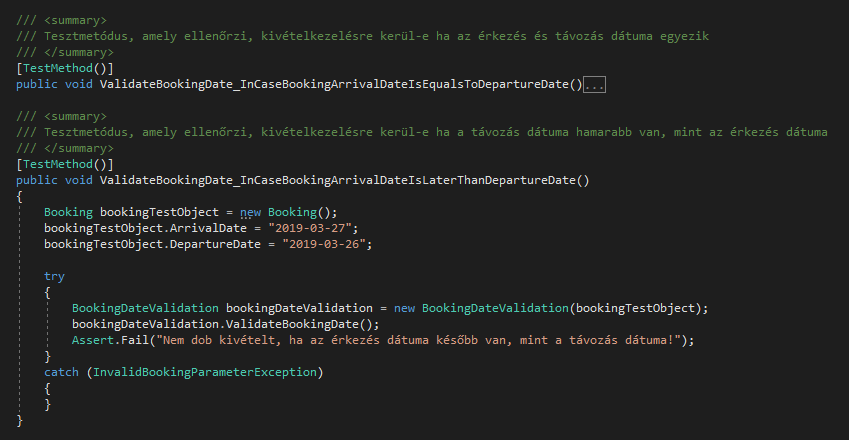 /// <summary>
/// Tesztmetódus, amely ellenőrzi, kivételkezelésre kerül-e ha az érkezés és távozás dátuma egyezik
/// </summary>
[TestMethod()]
public void ValidateBookingDate_InCaseBookingArrivalDateIsEqualsToDepartureDate()...
/// <summary>
/// Tesztmetódus, amely ellenőrzi, kivételkezelésre kerül-e ha a távozás dátuma hamarabb van, mint az érkezés dátuma
/// </summary>
[TestMethod()]
public void ValidateBookingDate_InCaseBookingArrivalDateIsLaterThanDepartureDate()
{
Booking bookingTestObject = new Booking();
bookingTestObject.ArrivalDate = "2019-03-27";
bookingTestObject.DepartureDate = "2019-03-26";
try
{
BookingDateValidation bookingDateValidation = new BookingDateValidation(bookingTestObject);
bookingDateValidation.ValidateBookingDate();
Assert.Fail("Nem dob kivételt, ha az érkezés dátuma később van, mint a távozás dátuma!");
}
catch (InvalidBookingParameterException)
{
}
}